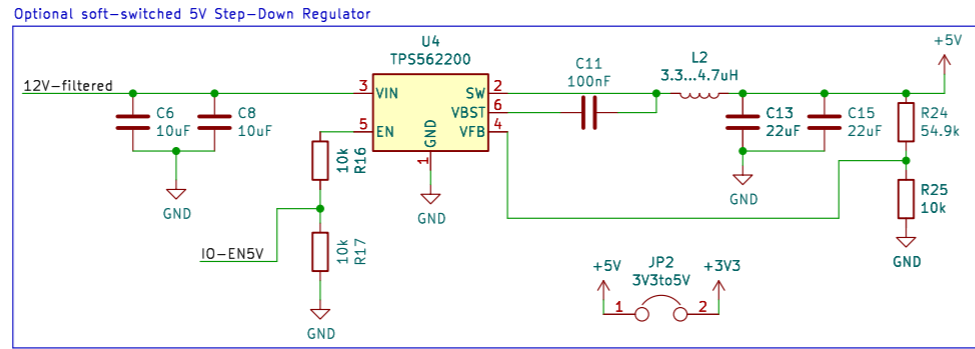 Optional soft-switched 5V Step-Down Regulator
U4
TPS562200
12V-filtered
3
VIN
SW
2
VBST
6
5
EN
VFB
4
GND
1
GND
C6
10uF
C8
10uF
GND
10k
R16
IO-EN5V
10k
R17
GND
C11
100nF
L2
3.3...4.7uH
+5V
C13
22uF
C15
22uF
GND
R24
54.9k
R25
10k
GND
JP2
3V3to5V
+5V
+3V3
1
2